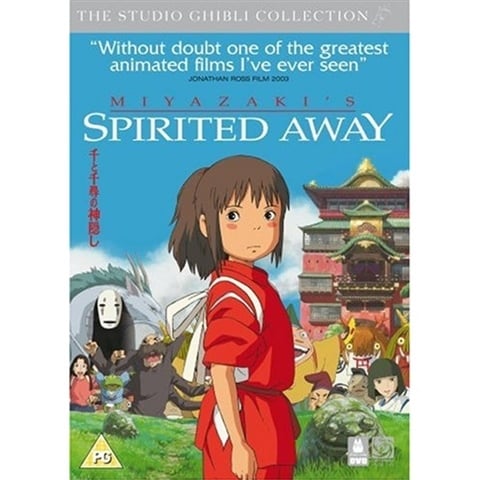 THE STUDIO GHIBLI COLLECTION
“Without doubt one of the greatest
animated films I've ever seen”
JONATHAN ROSS FILM 2003
MIYAZAKI'S
SPIRITED AWAY
千と千尋の神隠し
PG
DVD